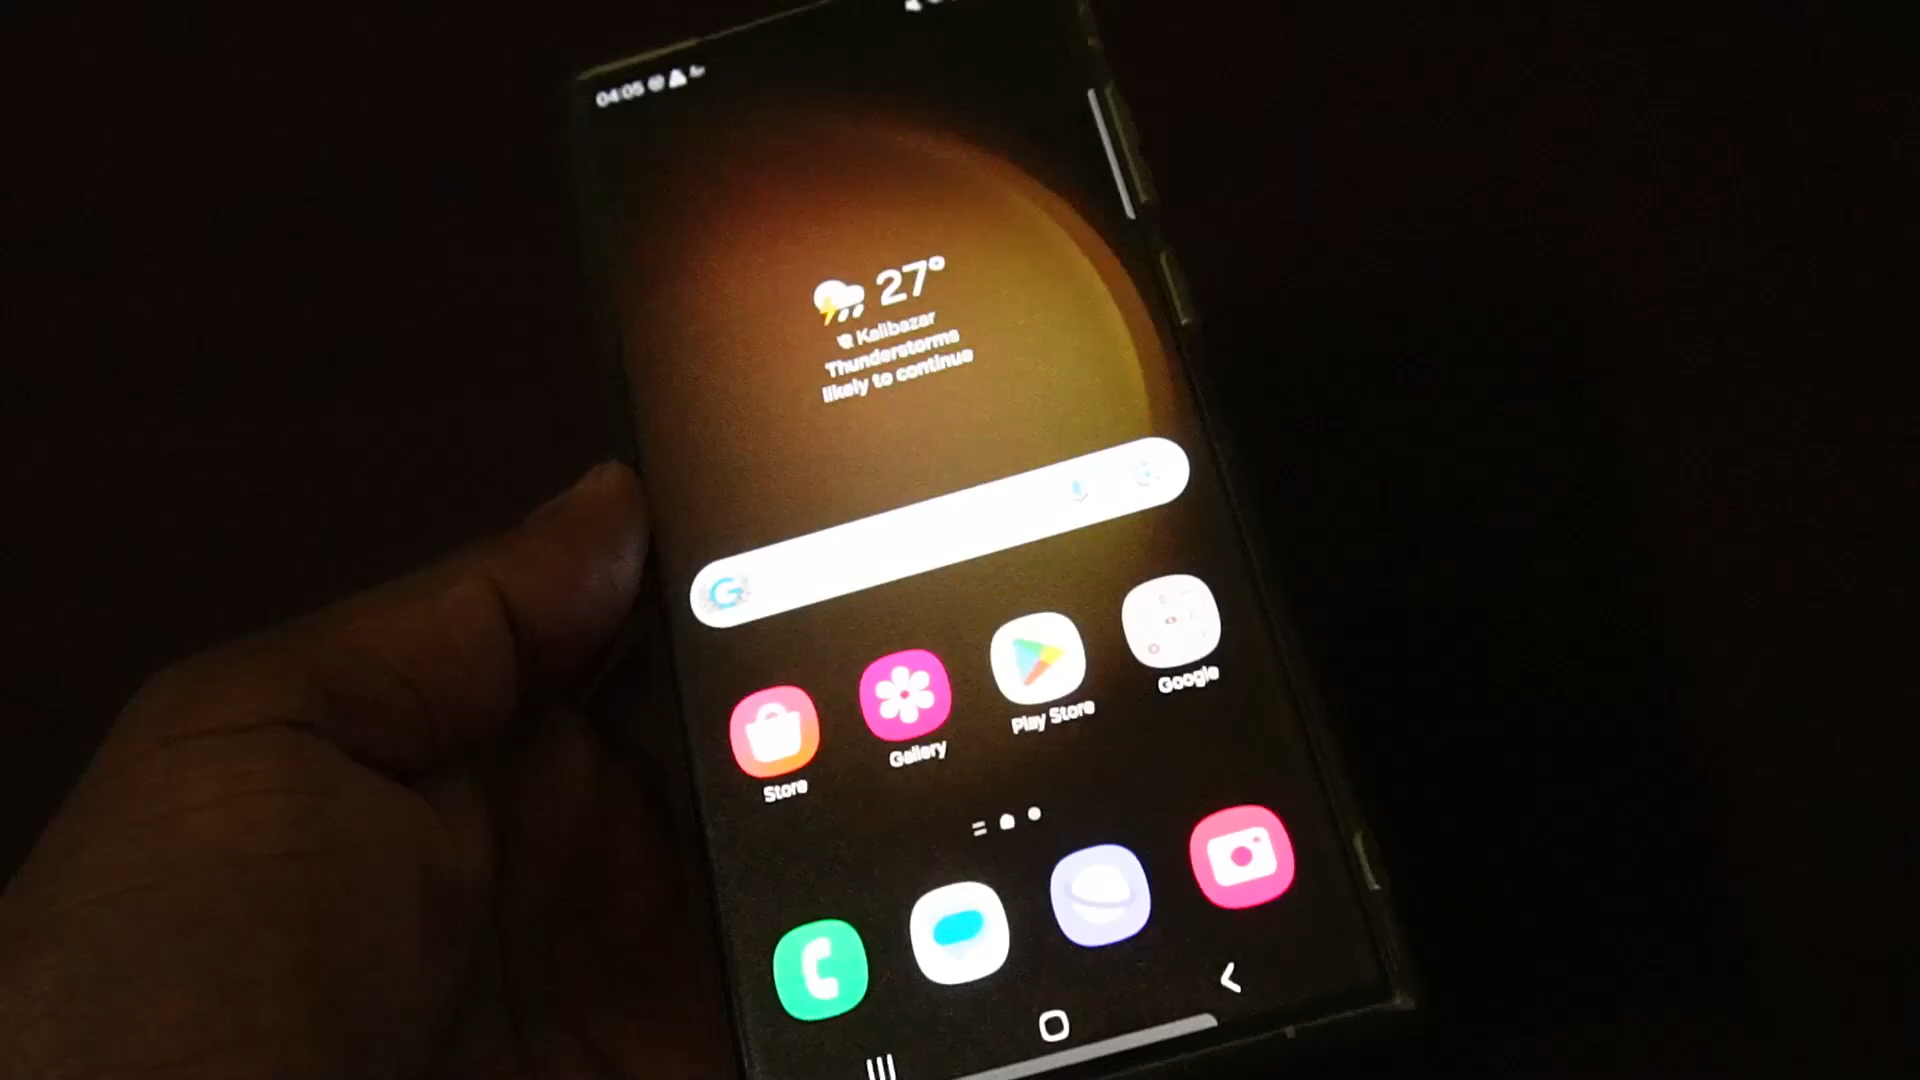 04:05
27°
Kalibazar
Thunderstorms
likely to continue
G
Store
Gallery
Play Store
Google